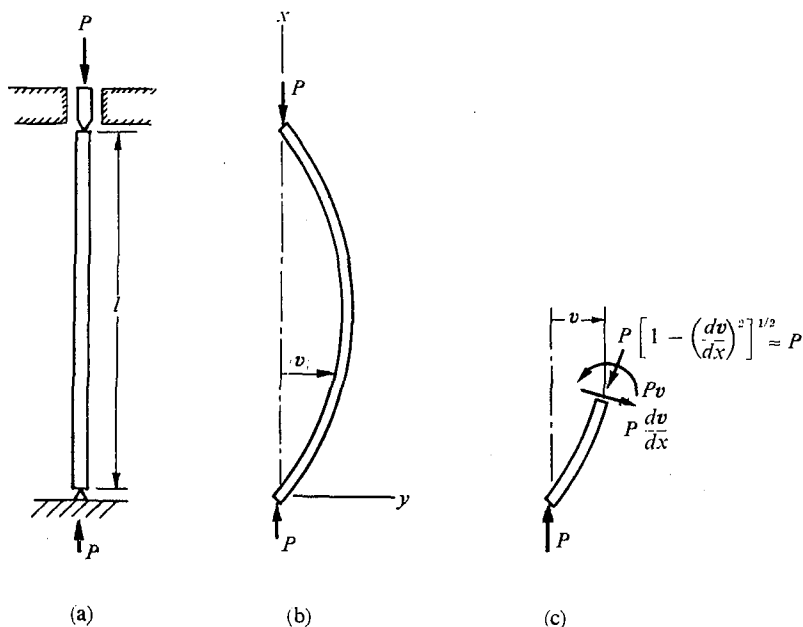 P
l
P
(a)
x
P
v
y
P
(b)
v
P [1 − (dv/dx)²]^{1/2} ≈ P
Pv
P dv/dx
P
(c)